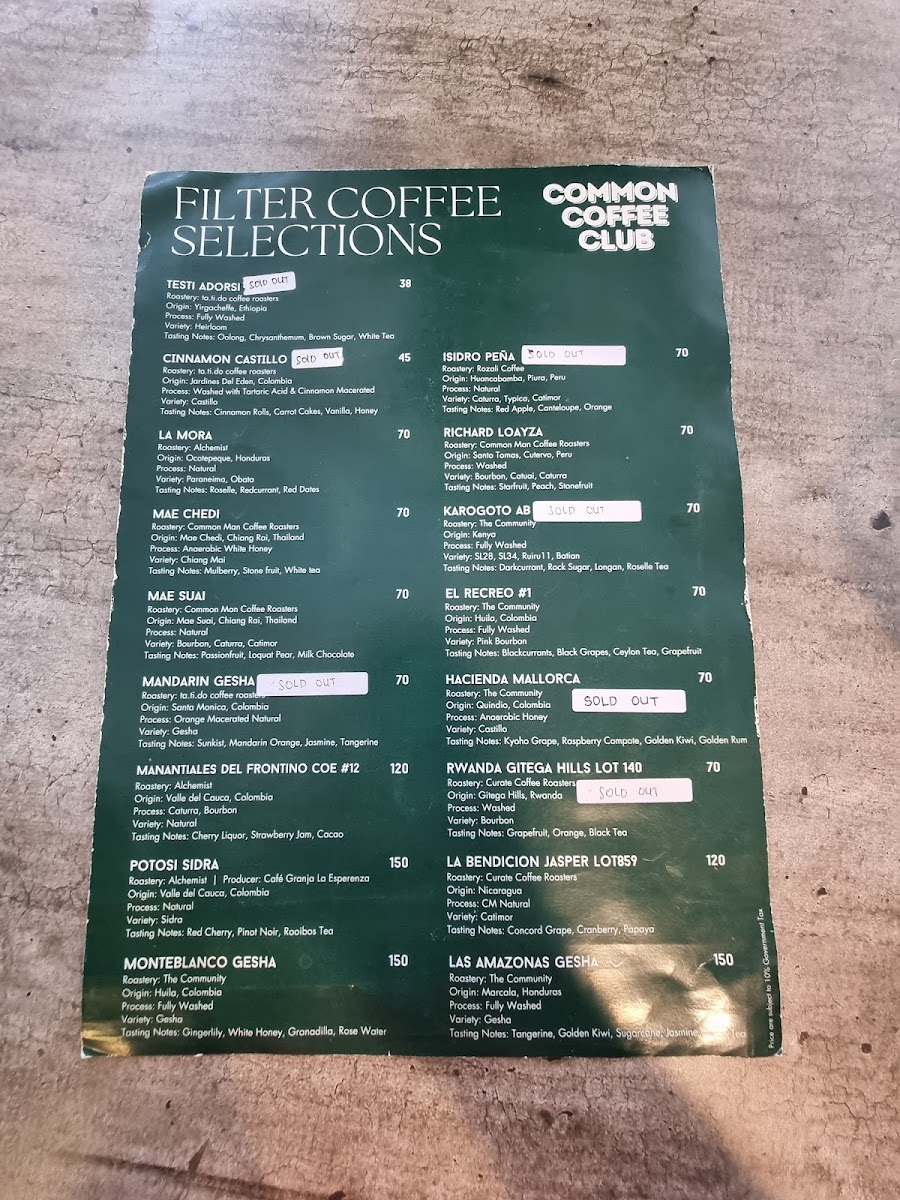 FILTER COFFEE
SELECTIONS
COMMON
COFFEE
CLUB
TESTI ADORSI SOLD OUT 38
Roastery: ta.ti.do coffee roasters
Origin: Yirgacheffe, Ethiopia
Process: Fully Washed
Variety: Heirloom
Tasting Notes: Oolong, Chrysanthemum, Brown Sugar, White Tea
CINNAMON CASTILLO SOLD OUT 45
Roastery: ta.ti.do coffee roasters
Origin: Jardines Del Eden, Colombia
Process: Washed with Tartaric Acid & Cinnamon Macerated
Variety: Castillo
Tasting Notes: Cinnamon Rolls, Carrot Cakes, Vanilla, Honey
LA MORA 70
Roastery: Alchemist
Origin: Ocotepeque, Honduras
Process: Natural
Variety: Paraneima, Obata
Tasting Notes: Roselle, Redcurrant, Red Dates
MAE CHEDI 70
Roastery: Common Man Coffee Roasters
Origin: Mae Chedi, Chiang Rai, Thailand
Process: Anaerobic White Honey
Variety: Chiang Mai
Tasting Notes: Mulberry, Stone fruit, White tea
MAE SUAI 70
Roastery: Common Man Coffee Roasters
Origin: Mae Suai, Chiang Rai, Thailand
Process: Natural
Variety: Bourbon, Caturra, Catimor
Tasting Notes: Passionfruit, Loquat Pear, Milk Chocolate
MANDARIN GESHA SOLD OUT 70
Roastery: ta.ti.do coffee roasters
Origin: Santa Monica, Colombia
Process: Orange Macerated Natural
Variety: Gesha
Tasting Notes: Sunkist, Mandarin Orange, Jasmine, Tangerine
MANANTIALES DEL FRONTINO COE #12 120
Roastery: Alchemist
Origin: Valle del Cauca, Colombia
Process: Caturra, Bourbon
Variety: Natural
Tasting Notes: Cherry Liquar, Strawberry Jam, Cacao
POTOSI SIDRA 150
Roastery: Alchemist | Producer: Café Granja La Esperenza
Origin: Valle del Cauca, Colombia
Process: Natural
Variety: Sidra
Tasting Notes: Red Cherry, Pinot Noir, Rooibos Tea
MONTEBLANCO GESHA 150
Roastery: The Community
Origin: Huila, Colombia
Process: Fully Washed
Variety: Gesha
Tasting Notes: Gingerlily, White Honey, Granadilla, Rose Water
ISIDRO PEÑA SOLD OUT 70
Roastery: Rozali Coffee
Origin: Huancabamba, Piura, Peru
Process: Natural
Variety: Caturra, Typica, Catimor
Tasting Notes: Red Apple, Canteloupe, Orange
RICHARD LOAYZA 70
Roastery: Common Man Coffee Roasters
Origin: Santo Tomas, Cutervo, Peru
Process: Washed
Variety: Bourbon, Catuai, Caturra
Tasting Notes: Starfruit, Peach, Stonefruit
KAROGOTO AB SOLD OUT 70
Roastery: The Community
Origin: Kenya
Process: Fully Washed
Variety: SL28, SL34, Ruiru11, Batian
Tasting Notes: Darkcurrant, Rock Sugar, Longan, Roselle Tea
EL RECREO #1 70
Roastery: The Community
Origin: Huila, Colombia
Process: Fully Washed
Variety: Pink Bourbon
Tasting Notes: Blackcurrants, Black Grapes, Ceylon Tea, Grapefruit
HACIENDA MALLORCA 70
Roastery: The Community
Origin: Quindio, Colombia SOLD OUT
Process: Anaerobic Honey
Variety: Castillo
Tasting Notes: Kyoho Grape, Raspberry Compote, Golden Kiwi, Golden Rum
RWANDA GITEGA HILLS LOT 140 70
Roastery: Curate Coffee Roasters
Origin: Gitega Hills, Rwanda SOLD OUT
Process: Washed
Variety: Bourbon
Tasting Notes: Grapefruit, Orange, Black Tea
LA BENDICION JASPER LOT859 120
Roastery: Curate Coffee Roasters
Origin: Nicaragua
Process: CM Natural
Variety: Catimor
Tasting Notes: Concord Grape, Cranberry, Papaya
LAS AMAZONAS GESHA 150
Roastery: The Community
Origin: Marcala, Honduras
Process: Fully Washed
Variety: Gesha
Tasting Notes: Tangerine, Golden Kiwi, Sugarcane, Jasmine, Tea
Price are subject to 10% Government Tax